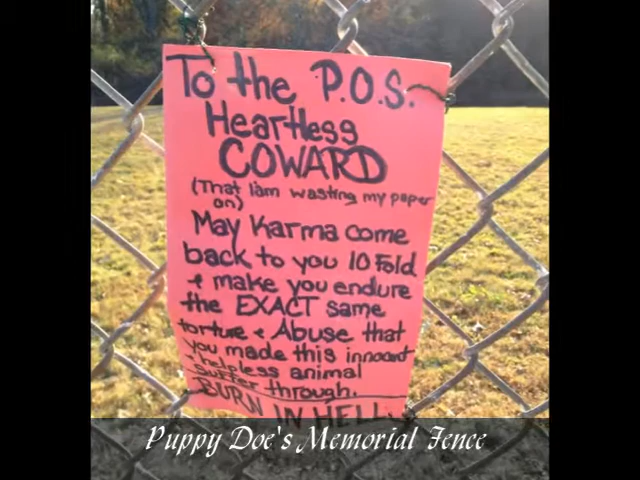 To the P.O.S.
Heartless
COWARD
(That iam wasting my paper
on)
May Karma come
back to you 10 Fold
+ make you endure
the EXACT same
torture + Abuse that
you made this innocent
+ helpless animal
suffer through.
BURN IN HELL
Puppy Doe's Memorial Fence